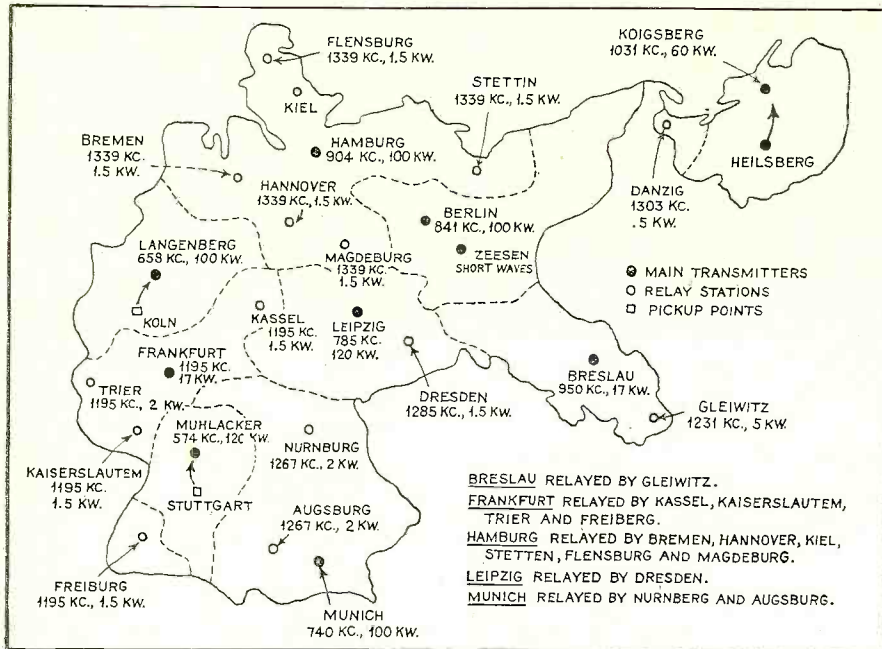 FLENSBURG
1339 KC., 1.5 KW.
KIEL
STETTIN
1339 KC., 1.5 KW.
KOIGSBERG
1031 KC., 60 KW.
HEILSBERG
DANZIG
1303 KC.
.5 KW.
BREMEN
1339 KC.
1.5 KW.
HAMBURG
904 KC., 100 KW.
HANNOVER
1339 KC., 1.5 KW.
BERLIN
841 KC., 100 KW.
ZEESEN
SHORT WAVES
MAGDEBURG
1339 KC.
1.5 KW.
LANGENBERG
658 KC., 100 KW.
KÖLN
MAIN TRANSMITTERS
RELAY STATIONS
PICKUP POINTS
KASSEL
1195 KC.
1.5 KW.
LEIPZIG
785 KC.
120 KW.
FRANKFURT
1195 KC.
17 KW.
TRIER
1195 KC., 2 KW.
DRESDEN
1285 KC., 1.5 KW.
BRESLAU
950 KC., 17 KW.
GLEIWITZ
1231 KC., 5 KW.
MUHLACKER
574 KC., 120 KW.
NURNBURG
1267 KC., 2 KW.
KAISERSLAUTEM
1195 KC.
1.5 KW.
STUTTGART
AUGSBURG
1267 KC., 2 KW.
FREIBURG
1195 KC., 1.5 KW.
MUNICH
740 KC., 100 KW.
BRESLAU RELAYED BY GLEIWITZ.
FRANKFURT RELAYED BY KASSEL, KAISERSLAUTEM,
TRIER AND FREIBERG.
HAMBURG RELAYED BY BREMEN, HANNOVER, KIEL,
STETTEN, FLENSBURG AND MAGDEBURG.
LEIPZIG RELAYED BY DRESDEN.
MUNICH RELAYED BY NURNBERG AND AUGSBURG.